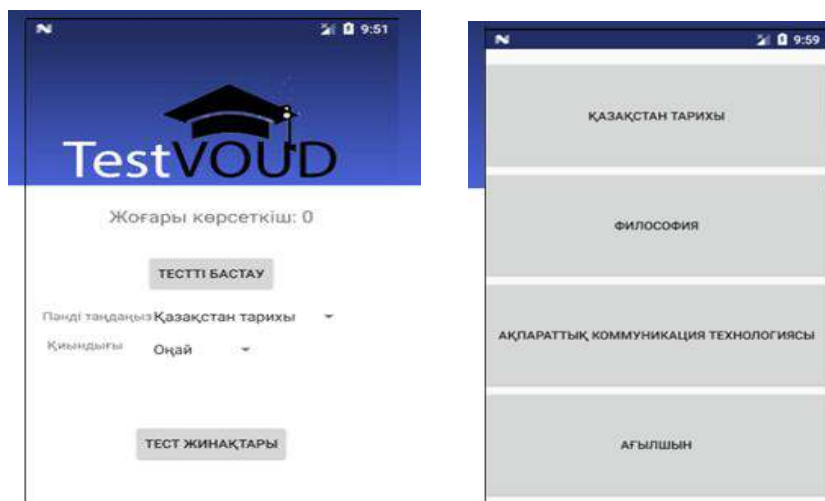 9:51
TestVOUD
Жоғары көрсеткіш: 0
ТЕСТТІ БАСТАУ
Пәнді таңдаңыз Қазақстан тарихы
Қиындығы Оңай
ТЕСТ ЖИНАҚТАРЫ
9:59
ҚАЗАҚСТАН ТАРИХЫ
ФИЛОСОФИЯ
АҚПАРАТТЫҚ КОММУНИКАЦИЯ ТЕХНОЛОГИЯСЫ
АҒЫЛШЫН